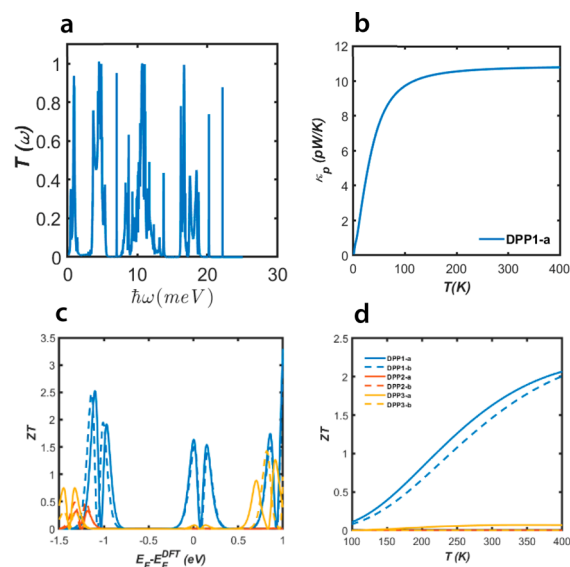 a
T (ω)
1
0.8
0.6
0.4
0.2
0
0
10
20
30
ħω(meV)
b
κp (pW/K)
12
10
8
6
4
2
0
0
100
200
300
400
T(K)
DPP1-a
c
ZT
3.5
3
2.5
2
1.5
1
0.5
0
-1.5
-1
-0.5
0
0.5
1
E_F-E_F^DFT (eV)
d
ZT
2.5
2
1.5
1
0.5
0
100
150
200
250
300
350
400
T (K)
DPP1-a
DPP1-b
DPP2-a
DPP2-b
DPP3-a
DPP3-b